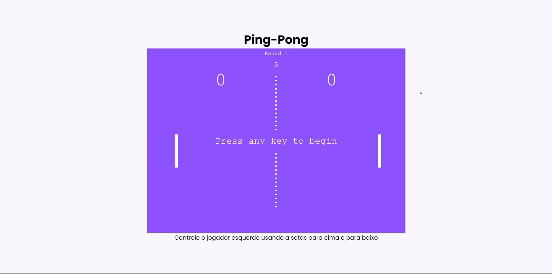 Ping-Pong
Round 1
5
0 0
Press any key to begin
Controle o jogador esquerdo usando a setas para cima e para baixo